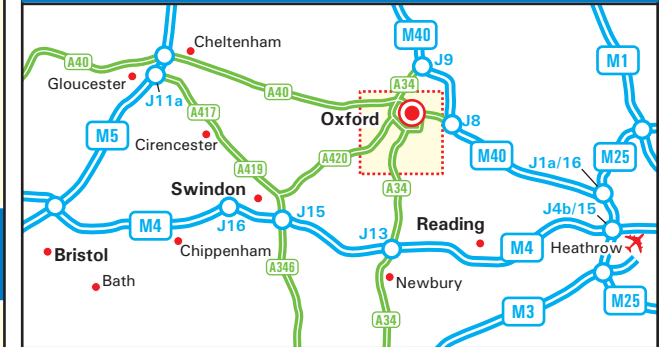 M40
Cheltenham
A40
J9
M1
Gloucester
A34
A40
J11a
Oxford
A417
J8
M5
Cirencester
M40
M25
A420
J1a/16
A419
Swindon
A34
J4b/15
J15
Reading
M4
J16
J13
M4
Heathrow
Bristol
Chippenham
A346
Bath
Newbury
M25
M3
A34